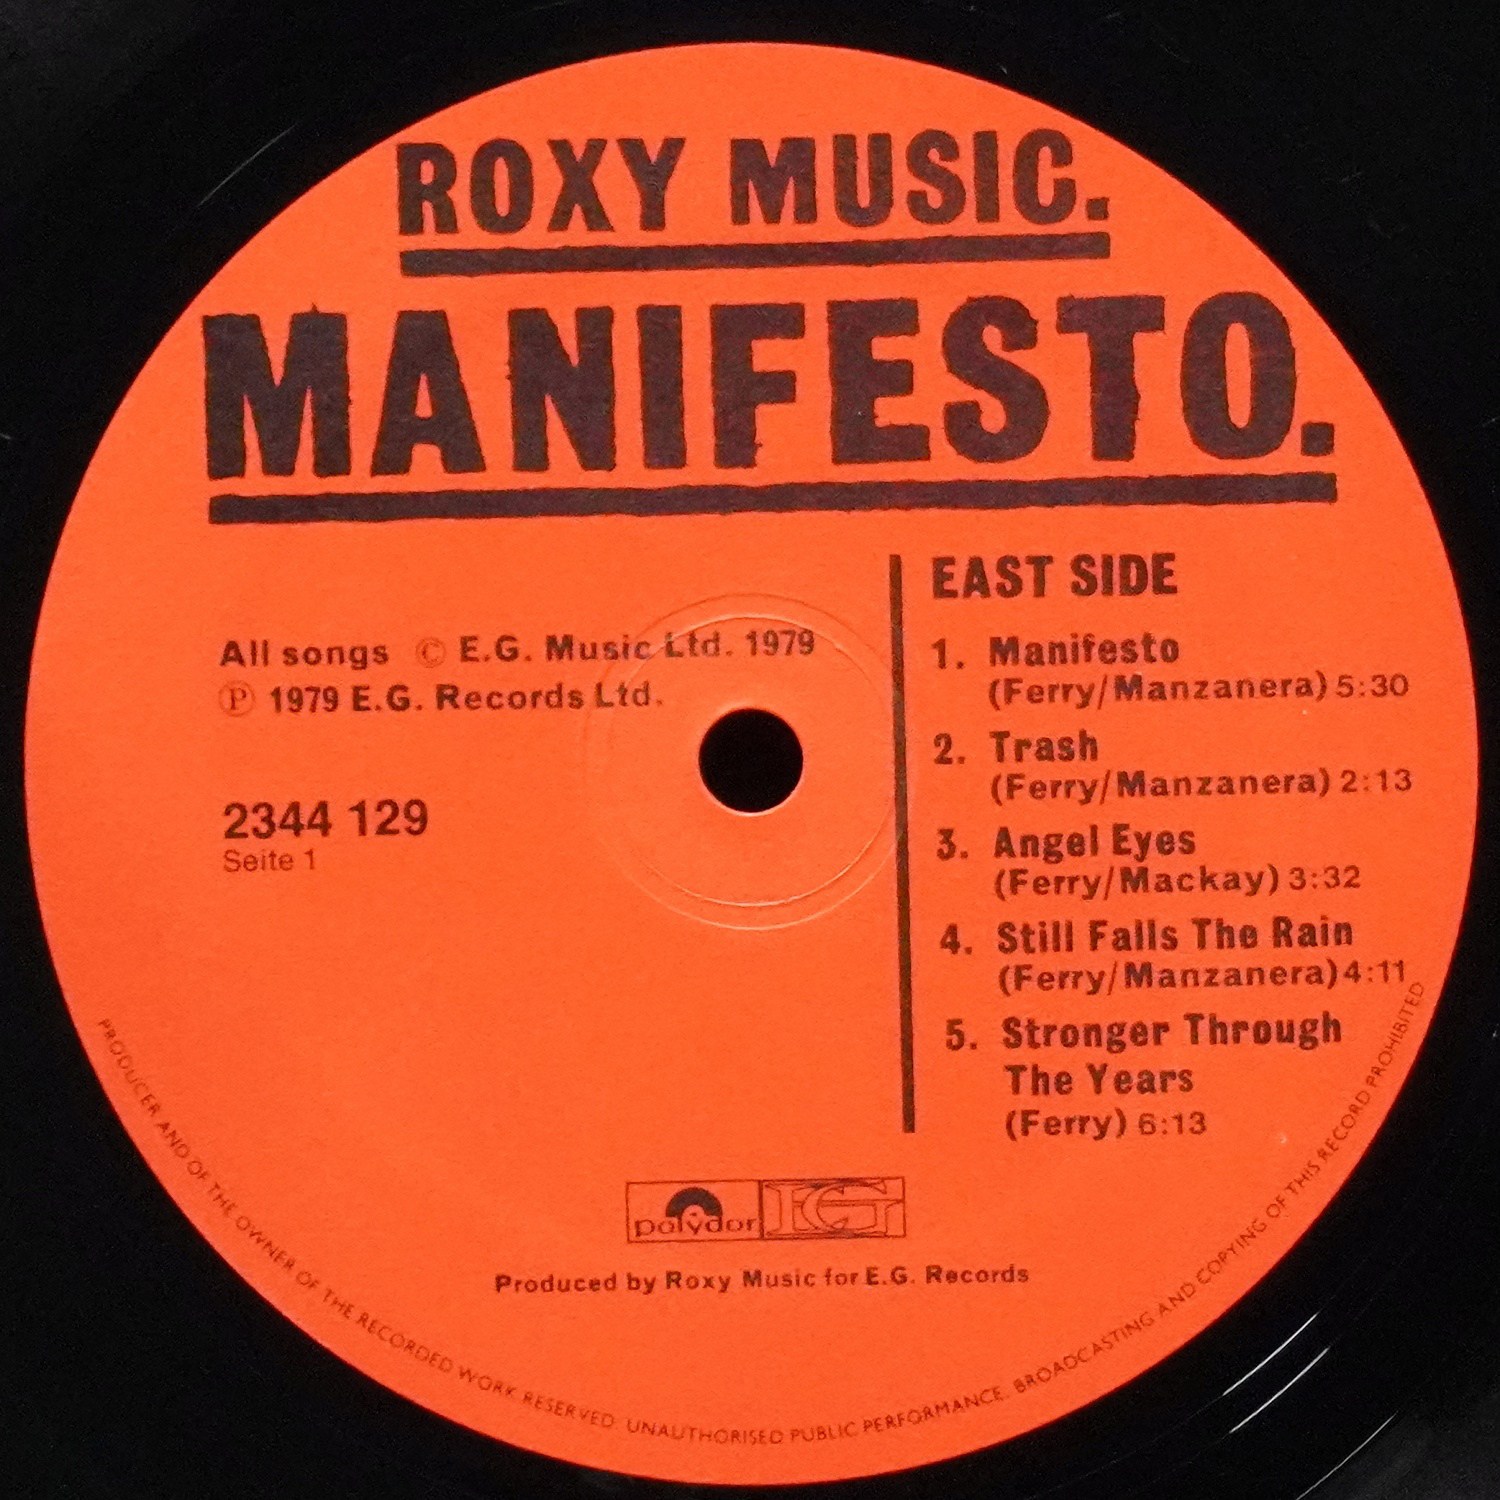 ROXY MUSIC.
MANIFESTO.
All songs © E.G. Music Ltd. 1979
℗ 1979 E.G. Records Ltd.
2344 129
Seite 1
EAST SIDE
1. Manifesto
(Ferry/Manzanera) 5:30
2. Trash
(Ferry/Manzanera) 2:13
3. Angel Eyes
(Ferry/Mackay) 3:32
4. Still Falls The Rain
(Ferry/Manzanera) 4:11
5. Stronger Through
The Years
(Ferry) 6:13
polydor EG
Produced by Roxy Music for E.G. Records
PRODUCER AND OF THE OWNER OF THE RECORDED WORK RESERVED. UNAUTHORISED PUBLIC PERFORMANCE. BROADCASTING AND COPYING OF THIS RECORD PROHIBITED